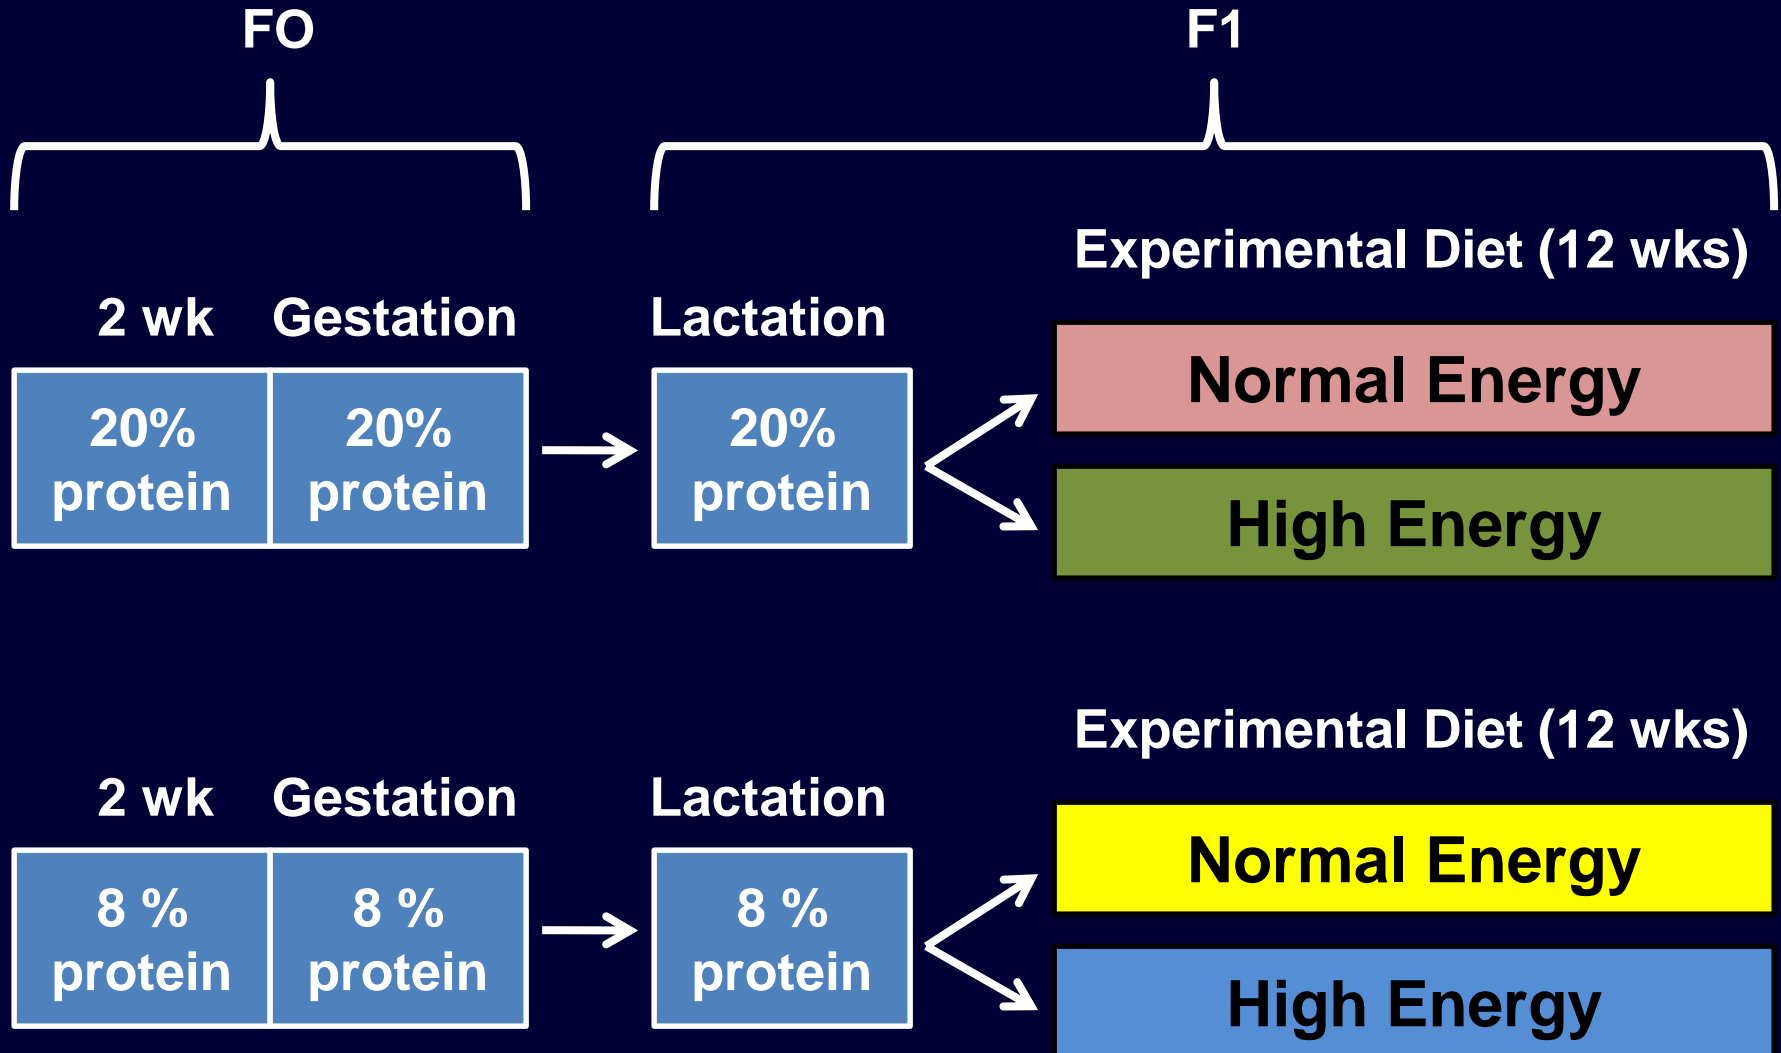 FO
F1
Experimental Diet (12 wks)
2 wk
Gestation
Lactation
20%
protein
20%
protein
20%
protein
Normal Energy
High Energy
Experimental Diet (12 wks)
2 wk
Gestation
Lactation
8 %
protein
8 %
protein
8 %
protein
Normal Energy
High Energy